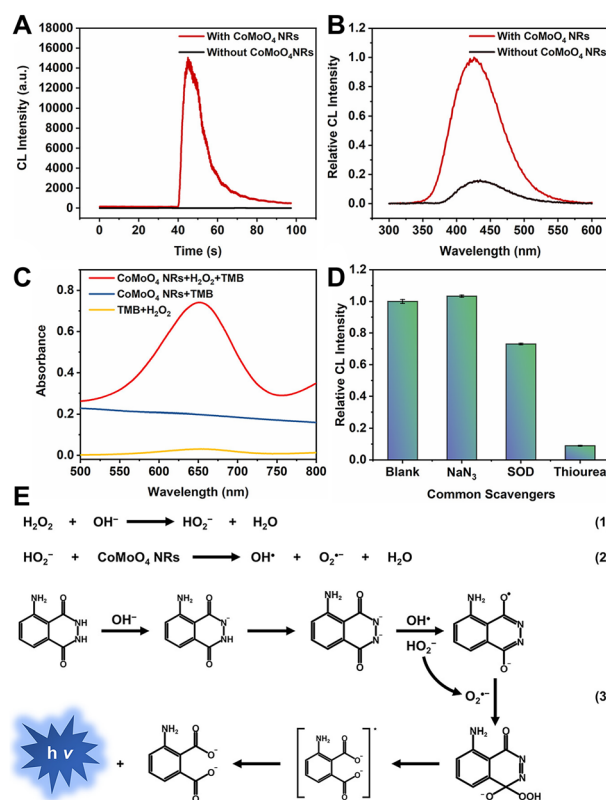 A
18000
16000
14000
12000
10000
8000
6000
4000
2000
0
CL Intensity (a.u.)
With CoMoO₄ NRs
Without CoMoO₄NRs
0 20 40 60 80 100
Time (s)
B
1.2
1.0
0.8
0.6
0.4
0.2
0.0
Relative CL Intensity
With CoMoO₄ NRs
Without CoMoO₄ NRs
300 400 500 600
Wavelength (nm)
C
0.8
0.6
0.4
0.2
0.0
Absorbance
CoMoO₄ NRs+H₂O₂+TMB
CoMoO₄ NRs+TMB
TMB+H₂O₂
500 550 600 650 700 750 800
Wavelength (nm)
D
1.2
1.0
0.8
0.6
0.4
0.2
0.0
Relative CL Intensity
Blank NaN₃ SOD Thiourea
Common Scavengers
E
H₂O₂ + OH⁻ HO₂⁻ + H₂O (1)
HO₂⁻ + CoMoO₄ NRs OH• + O₂•⁻ + H₂O (2)
NH₂ O NH NH O
OH⁻
NH₂ O N⁻ NH O
NH₂ O N⁻ N⁻ O
OH•
HO₂⁻
NH₂ O• N N O⁻
O₂•⁻
(3)
hν
+
NH₂ O O⁻ O⁻ O
NH₂ O O⁻ O⁻ O *
NH₂ O N N ⁻O OOH